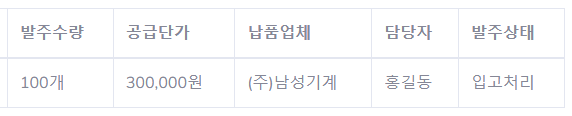 발주수량 공급단가 납품업체 담당자 발주상태
100개 300,000원 (주)남성기계 홍길동 입고처리